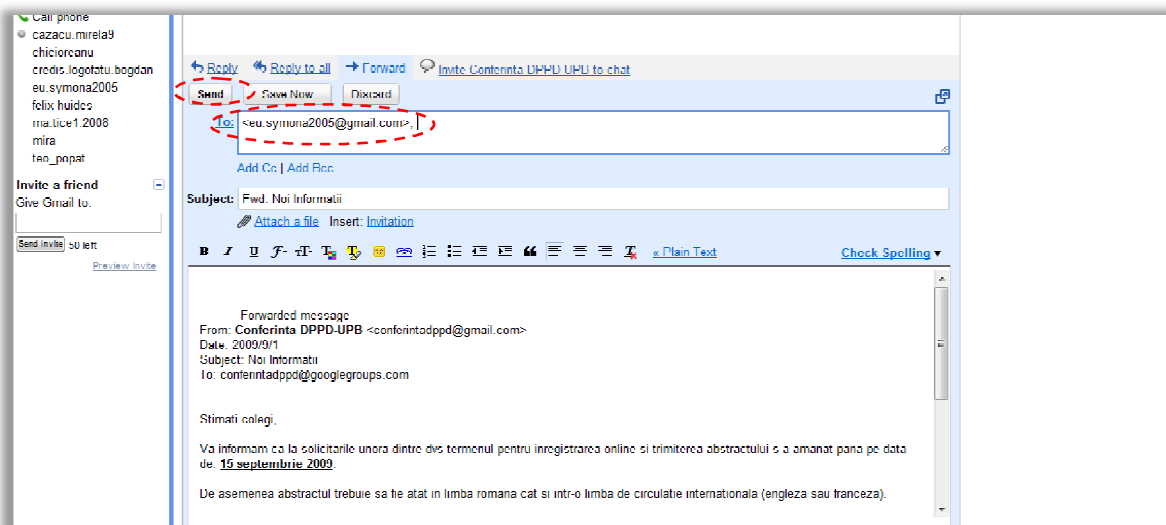 Call phone
cazacu.mirela9
chicioreanu
credis.logofatu.bogdan
eu.symona2005
felix huides
ma.tice1.2008
mira
teo_popat
Invite a friend
Give Gmail to:
Send Invite 50 left
Preview Invite
Reply Reply to all Forward Invite Conferinta DPPD UPB to chat
Send Save Now Discard
To: <eu.symona2005@gmail.com>,
Add Cc | Add Bcc
Subject: Fwd: Noi Informatii
Attach a file Insert: Invitation
B I U « Plain Text Check Spelling ▼
Forwarded message
From: Conferinta DPPD-UPB <conferintadppd@gmail.com>
Date: 2009/9/1
Subject: Noi Informatii
To: conferintadppd@googlegroups.com
Stimati colegi,
Va informam ca la solicitarile unora dintre dvs termenul pentru inregistrarea online si trimiterea abstractului s-a amanat pana pe data
de: 15 septembrie 2009.
De asemenea abstractul trebuie sa fie atat in limba romana cat si intr-o limba de circulatie internationala (engleza sau franceza).